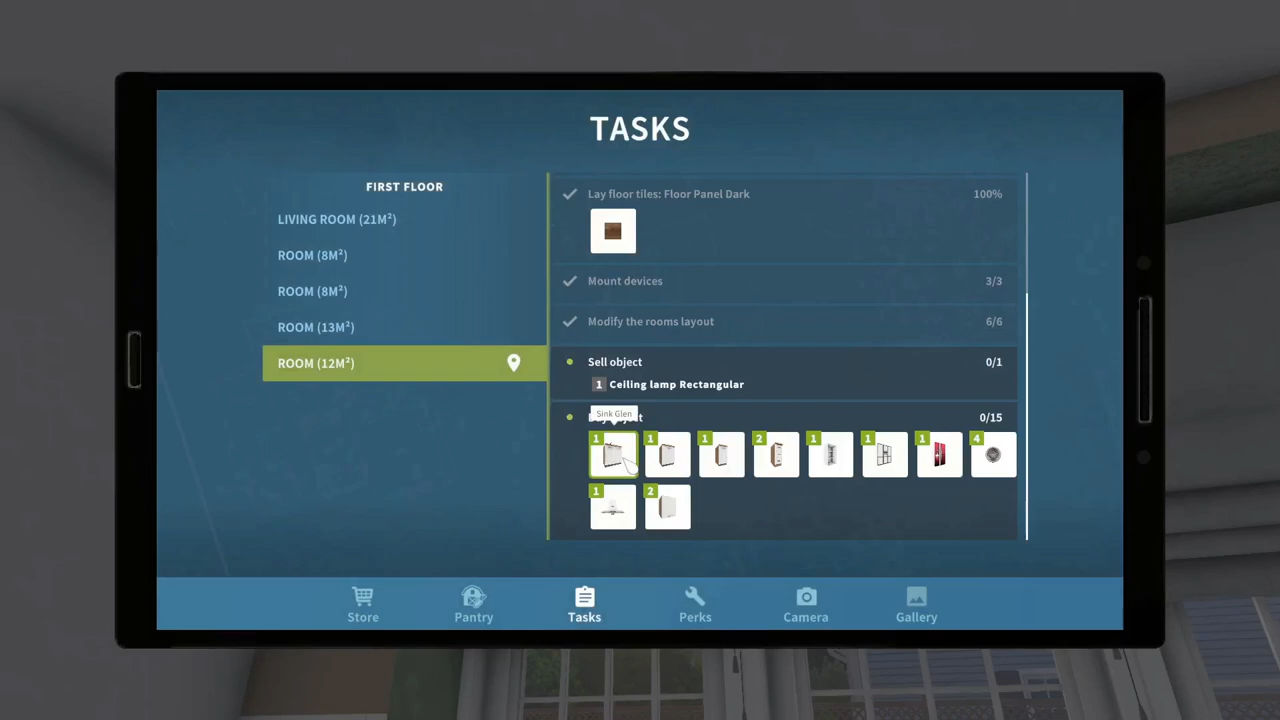 TASKS
FIRST FLOOR
LIVING ROOM (21M²)
ROOM (8M²)
ROOM (8M²)
ROOM (13M²)
ROOM (12M²)
Lay floor tiles: Floor Panel Dark 100%
Mount devices 3/3
Modify the rooms layout 6/6
Sell object 0/1
1 Ceiling lamp Rectangular
Sink Glen
0/15
1 1 1 2 1 1 1 4
1 2
Store Pantry Tasks Perks Camera Gallery